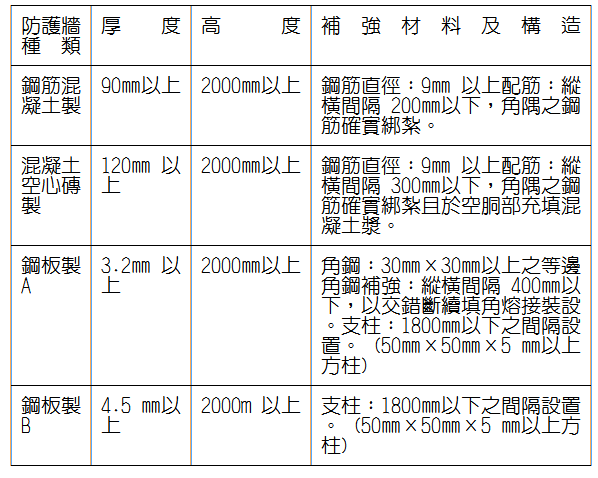 防護牆種類 厚度 高度 補強材料及構造
鋼筋混凝土製 90mm以上 2000mm以上 鋼筋直徑：9mm 以上配筋：縱橫間隔 200mm以下，角隅之鋼筋確實綁紮。
混凝土空心磚製 120mm 以上 2000mm以上 鋼筋直徑：9mm 以上配筋：縱橫間隔 300mm以下，角隅之鋼筋確實綁紮且於空胴部充填混凝土漿。
鋼板製A 3.2mm 以上 2000mm以上 角鋼：30mm×30mm以上之等邊角鋼補強：縱橫間隔 400mm以下，以交錯斷續填角熔接裝設。支柱：1800mm以下之間隔設置。(50mm×50mm×5 mm以上方柱)
鋼板製B 4.5 mm以上 2000m 以上 支柱：1800mm以下之間隔設置。(50mm×50mm×5 mm以上方柱)